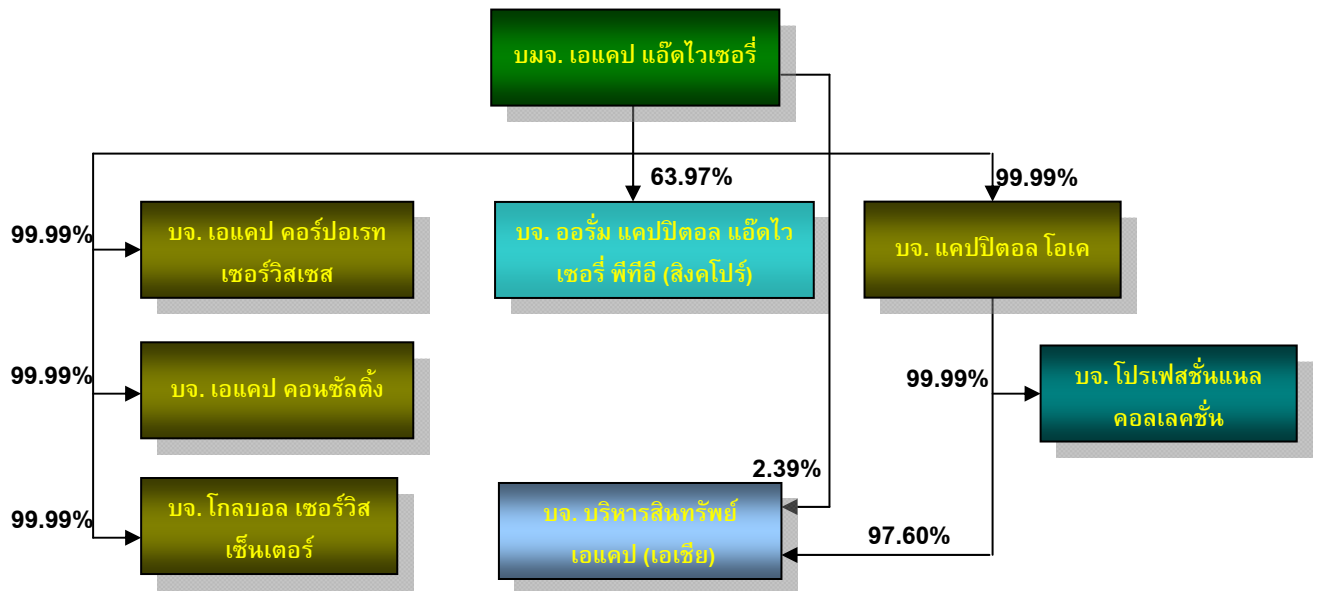 บมจ. เอแคป แอ๊ดไวเซอรี่
63.97%
99.99%
99.99%
บจ. เอแคป คอร์ปอเรท
เซอร์วิสเซส
บจ. ออรั่ม แคปปิตอล แอ๊ดไว
เซอรี่ พีทีอี (สิงคโปร์)
บจ. แคปปิตอล โอเค
99.99%
บจ. เอแคป คอนซัลติ้ง
99.99%
บจ. โปรเฟสชั่นแนล
คอลเลคชั่น
2.39%
99.99%
บจ. โกลบอล เซอร์วิส
เซ็นเตอร์
บจ. บริหารสินทรัพย์
เอแคป (เอเชีย)
97.60%